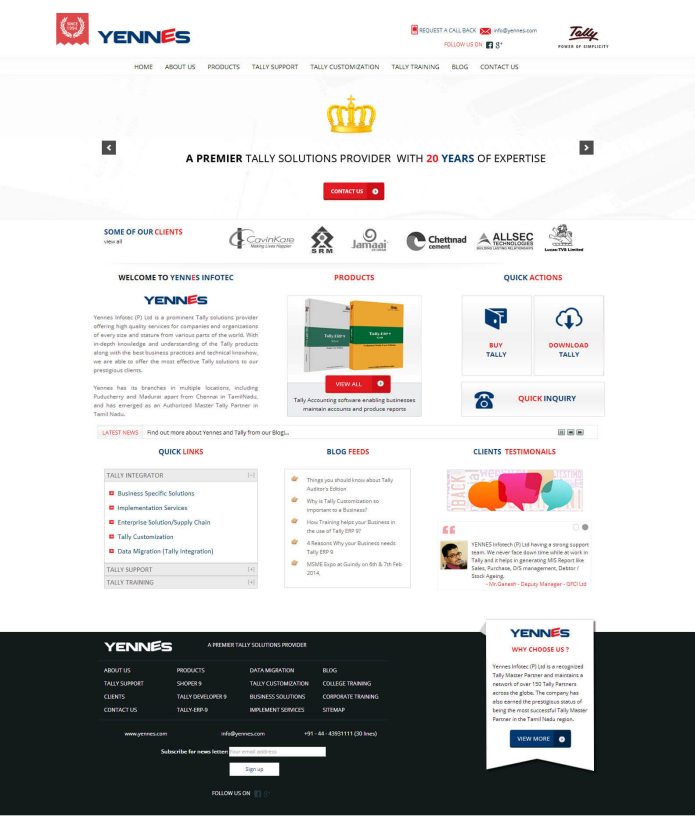 SINCE 1994
YENNES
REQUEST A CALL BACK info@yennes.com
FOLLOW US ON
Tally
POWER OF SIMPLICITY
HOME ABOUT US PRODUCTS TALLY SUPPORT TALLY CUSTOMIZATION TALLY TRAINING BLOG CONTACT US
A PREMIER TALLY SOLUTIONS PROVIDER WITH 20 YEARS OF EXPERTISE
CONTACT US
SOME OF OUR CLIENTS
view all
CavinKare
Making Lives Happier
SRM
Jamaai
Chettnad
cement
ALLSEC
TECHNOLOGIES
BUILDING LASTING RELATIONSHIPS
Lucas-TVS Limited
WELCOME TO YENNES INFOTEC
YENNES
Yennes Infotec (P) Ltd is a prominent Tally solutions provider
offering high quality services for companies and organizations
of every size and stature from various parts of the world. With
in-depth knowledge and understanding of the Tally products
along with the best business practices and technical knowhow,
we are able to offer the most effective Tally solutions to our
prestigious clients.
Yennes has its branches in multiple locations, including
Puducherry and Madurai apart from Chennai in TamilNadu,
and has emerged as an Authorized Master Tally Partner in
Tamil Nadu.
PRODUCTS
VIEW ALL
Tally Accounting software enabling businesses
maintain accounts and produce reports
QUICK ACTIONS
BUY
TALLY
DOWNLOAD
TALLY
QUICK INQUIRY
LATEST NEWS Find out more about Yennes and Tally from our Blog!...
QUICK LINKS
TALLY INTEGRATOR [-]
Business Specific Solutions
Implementation Services
Enterprise Solution/Supply Chain
Tally Customization
Data Migration (Tally Integration)
TALLY SUPPORT [+]
TALLY TRAINING [+]
BLOG FEEDS
Things you should know about Tally
Auditor's Edition
Why is Tally Customization so
important to a Business?
How Training helps your Business in
the use of Tally ERP 9?
4 Reasons Why your Business needs
Tally ERP 9
MSME Expo at Guindy on 6th & 7th Feb
2014.
CLIENTS TESTIMONAILS
YENNES Infotech (P) Ltd having a strong support
team. We never face down time while at work in
Tally and it helps in generating MIS Report like
Sales, Purchase, O/S management, Debtor /
Stock Ageing.
- Mr.Ganesh - Deputy Manager - GFCI Ltd
YENNES
A PREMIER TALLY SOLUTIONS PROVIDER
ABOUT US PRODUCTS DATA MIGRATION BLOG
TALLY SUPPORT SHOPER 9 TALLY CUSTOMIZATION COLLEGE TRAINING
CLIENTS TALLY DEVELOPER 9 BUSINESS SOLUTIONS CORPORATE TRAINING
CONTACT US TALLY-ERP-9 IMPLEMENT SERVICES SITEMAP
www.yennes.com info@yennes.com +91 - 44 - 43931111 (30 lines)
Subscribe for news letter: Your email address
Sign up
FOLLOW US ON
YENNES
WHY CHOOSE US ?
Yennes Infotec (P) Ltd is a recognized
Tally Master Partner and maintains a
network of over 150 Tally Partners
across the globe. The company has
also earned the prestigious status of
being the most successful Tally Master
Partner in the Tamil Nadu region.
VIEW MORE